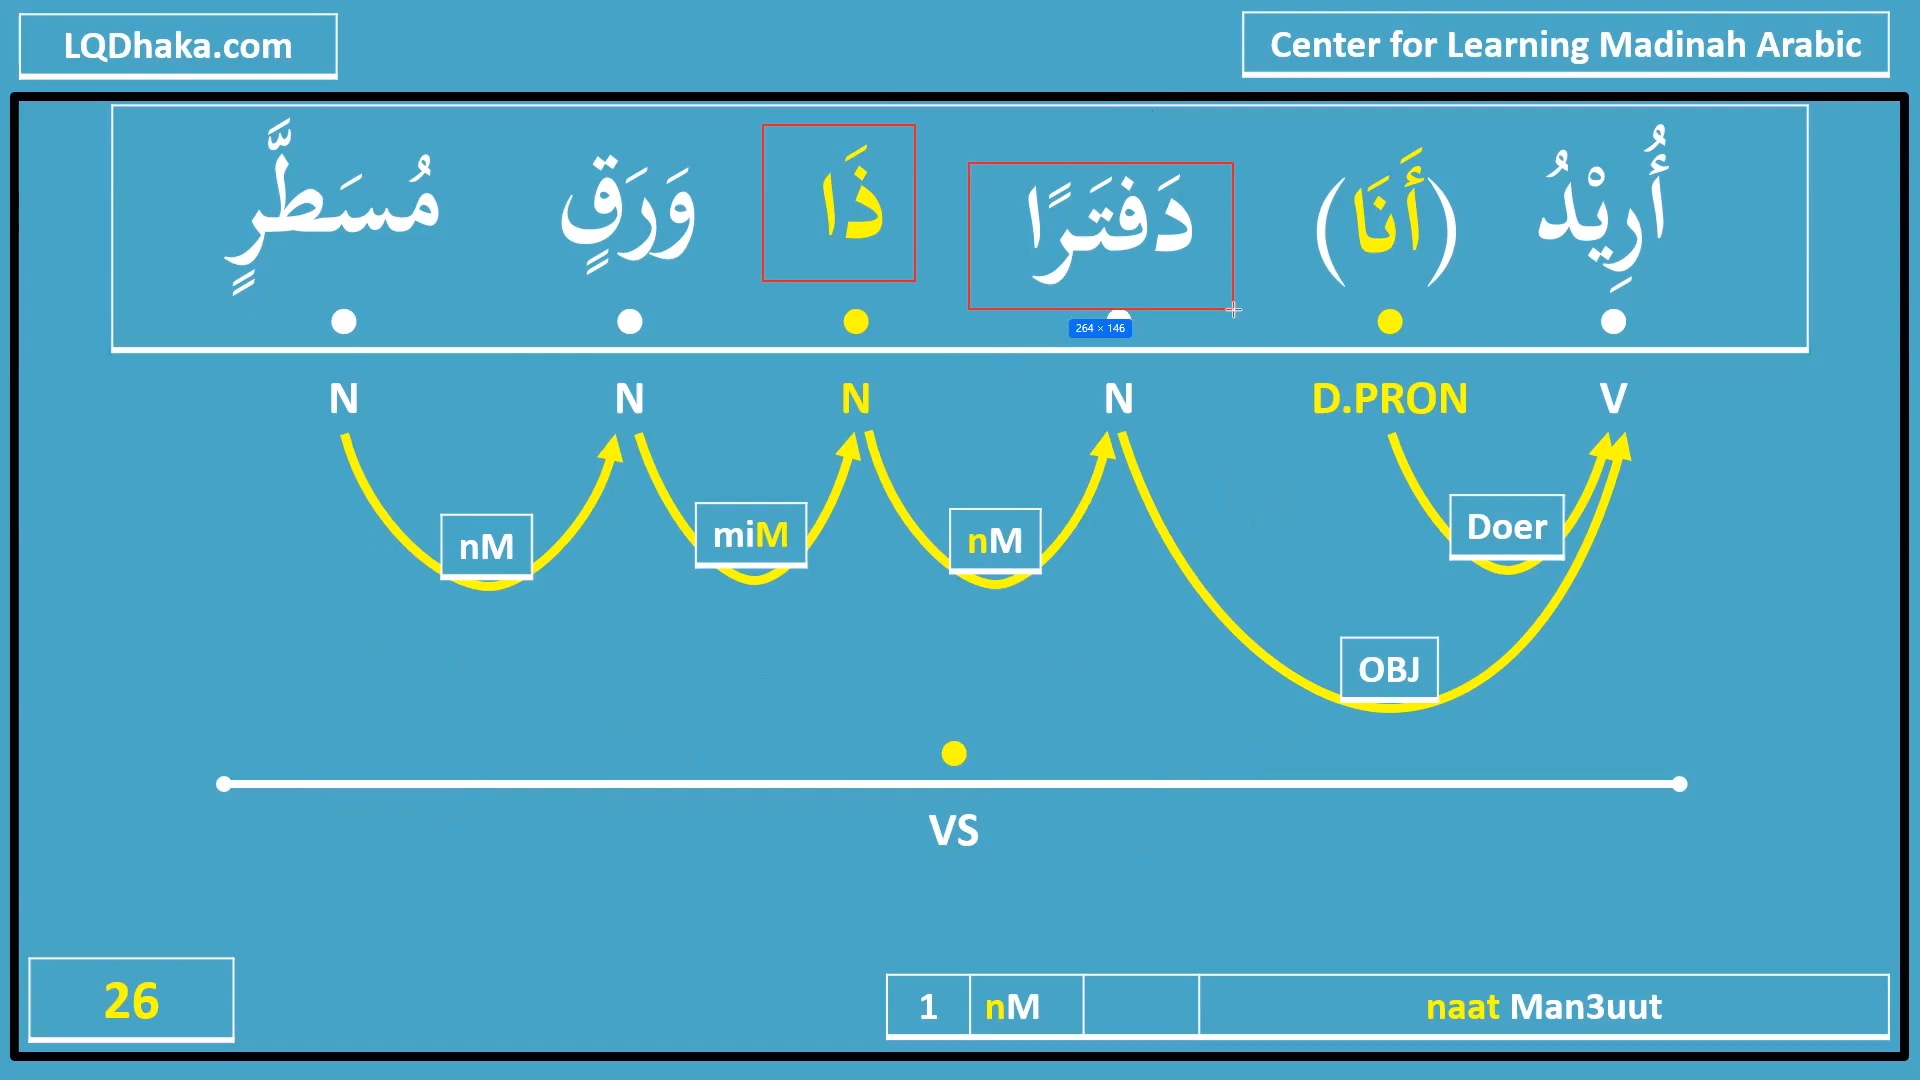 LQDhaka.com
Center for Learning Madinah Arabic
أُرِيْدُ (أَنَا) دَفتَرًا ذَا وَرَقٍ مُسَطَّرٍ
264 × 146
N N N N D.PRON V
nM miM nM Doer
OBJ
VS
26
1 nM naat Man3uut